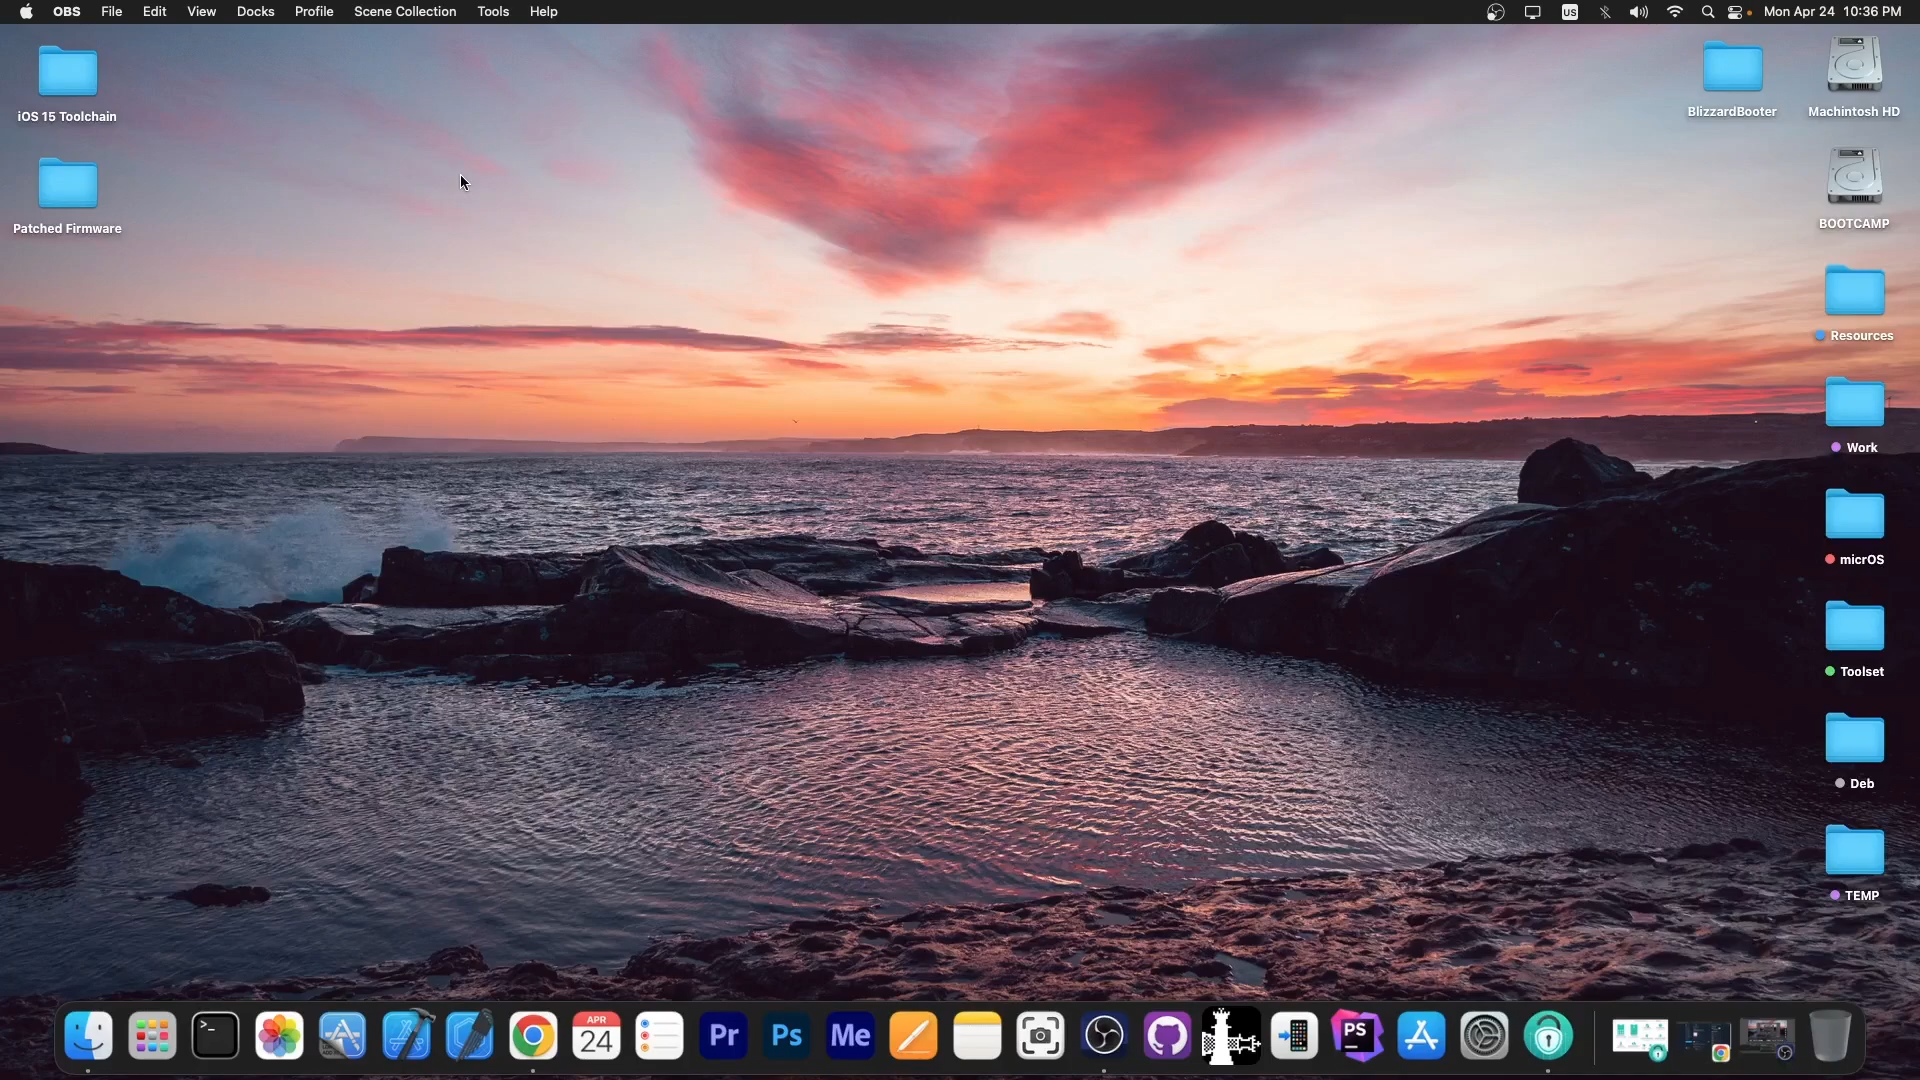 OBS File Edit View Docks Profile Scene Collection Tools Help US Mon Apr 24 10:36 PM
iOS 15 Toolchain
Patched Firmware
BlizzardBooter
Machintosh HD
BOOTCAMP
Resources
Work
micrOS
Toolset
Deb
TEMP
>_
APR
24
Pr
Ps
Me
PS